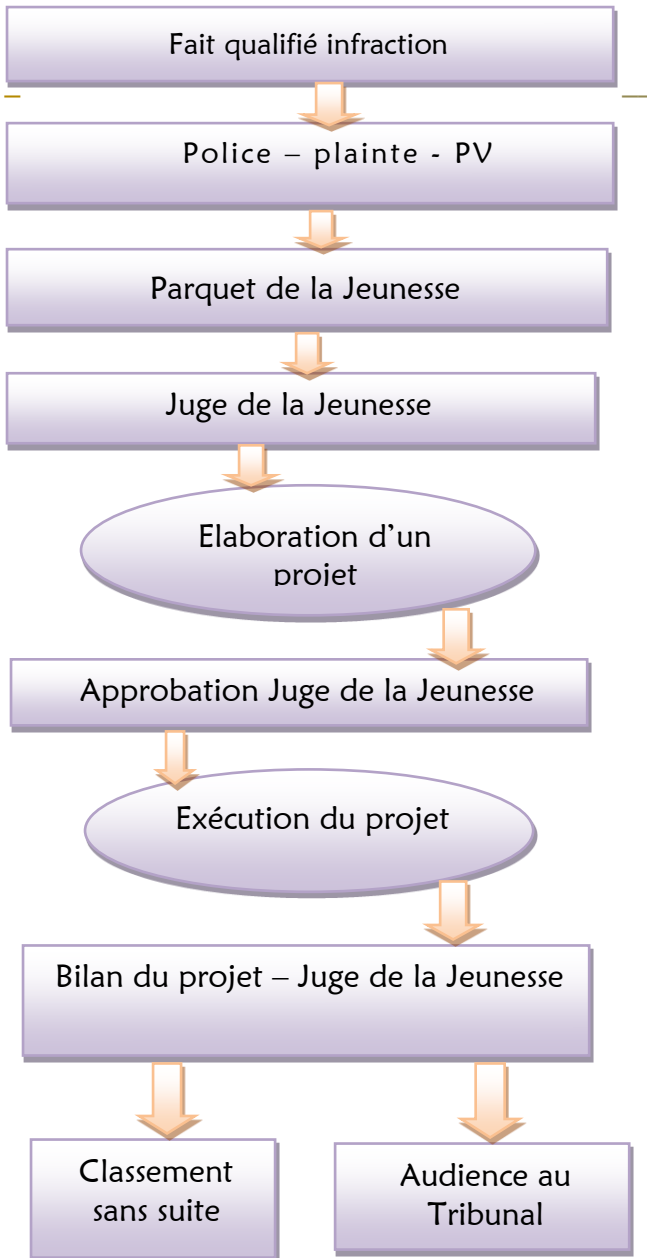 Fait qualifié infraction
Police – plainte - PV
Parquet de la Jeunesse
Juge de la Jeunesse
Elaboration d’un
projet
Approbation Juge de la Jeunesse
Exécution du projet
Bilan du projet – Juge de la Jeunesse
Classement
sans suite
Audience au
Tribunal